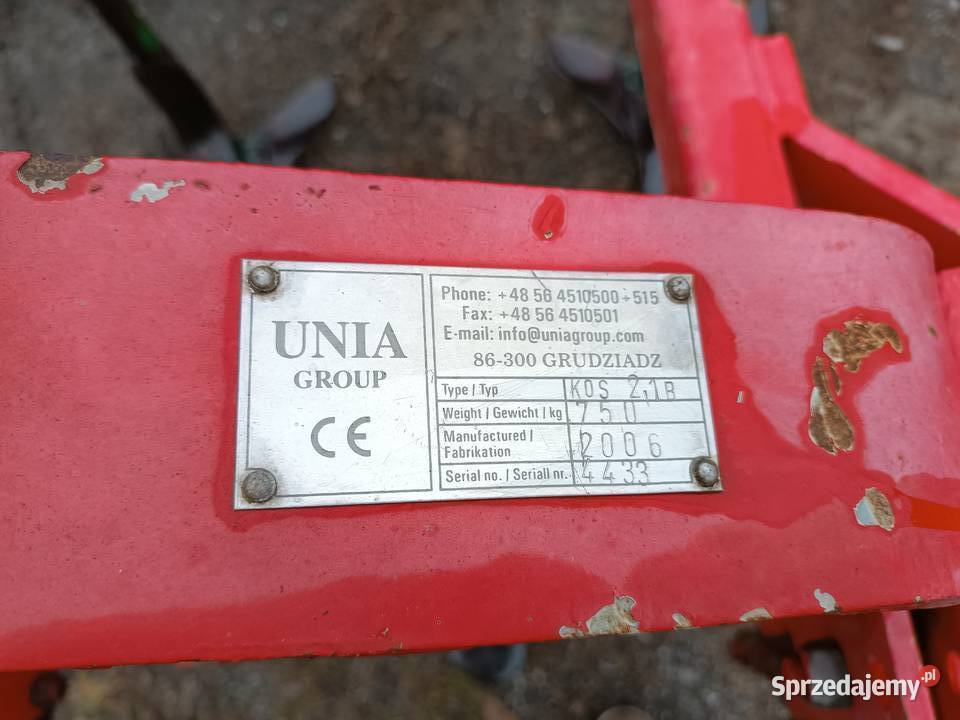 UNIA
GROUP
CE
Phone: +48 56 4510500÷515
Fax: +48 56 4510501
E-mail: info@uniagroup.com
86-300 GRUDZIADZ
Type / Typ KOS 2,1B
Weight / Gewicht / kg 750
Manufactured /
Fabrikation 2006
Serial no. / Seriall nr. 4433
Sprzedajemy.pl